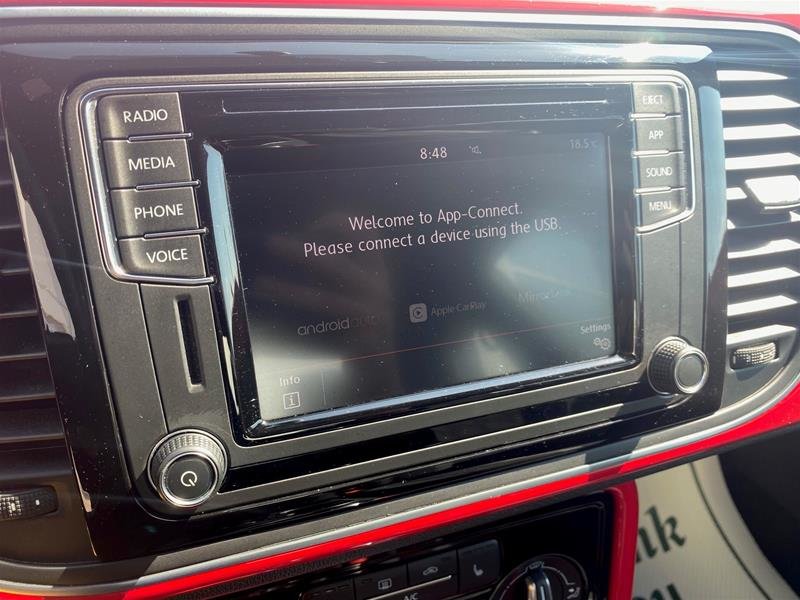 RADIO
MEDIA
PHONE
VOICE
EJECT
APP
SOUND
MENU
8:48 18.5°C
Welcome to App-Connect.
Please connect a device using the USB.
androidauto Apple CarPlay
Settings
Info
i
A/C